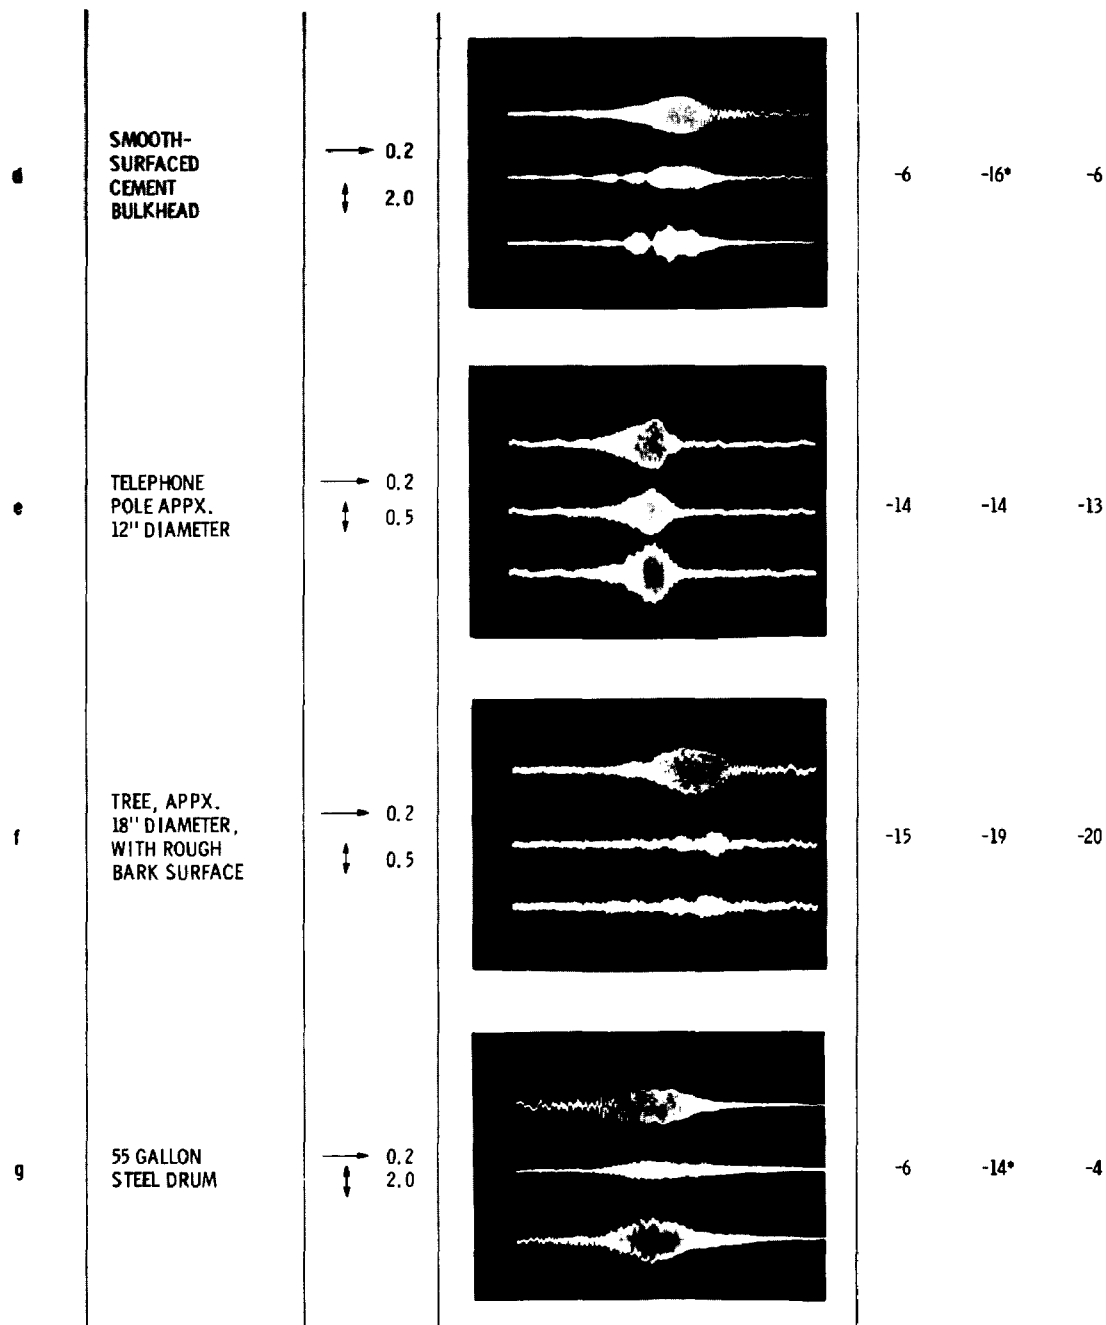 d
SMOOTH-
SURFACED
CEMENT
BULKHEAD
0.2
2.0
-6 -16* -6
e
TELEPHONE
POLE APPX.
12" DIAMETER
0.2
0.5
-14 -14 -13
f
TREE, APPX.
18" DIAMETER,
WITH ROUGH
BARK SURFACE
0.2
0.5
-15 -19 -20
g
55 GALLON
STEEL DRUM
0.2
2.0
-6 -14* -4